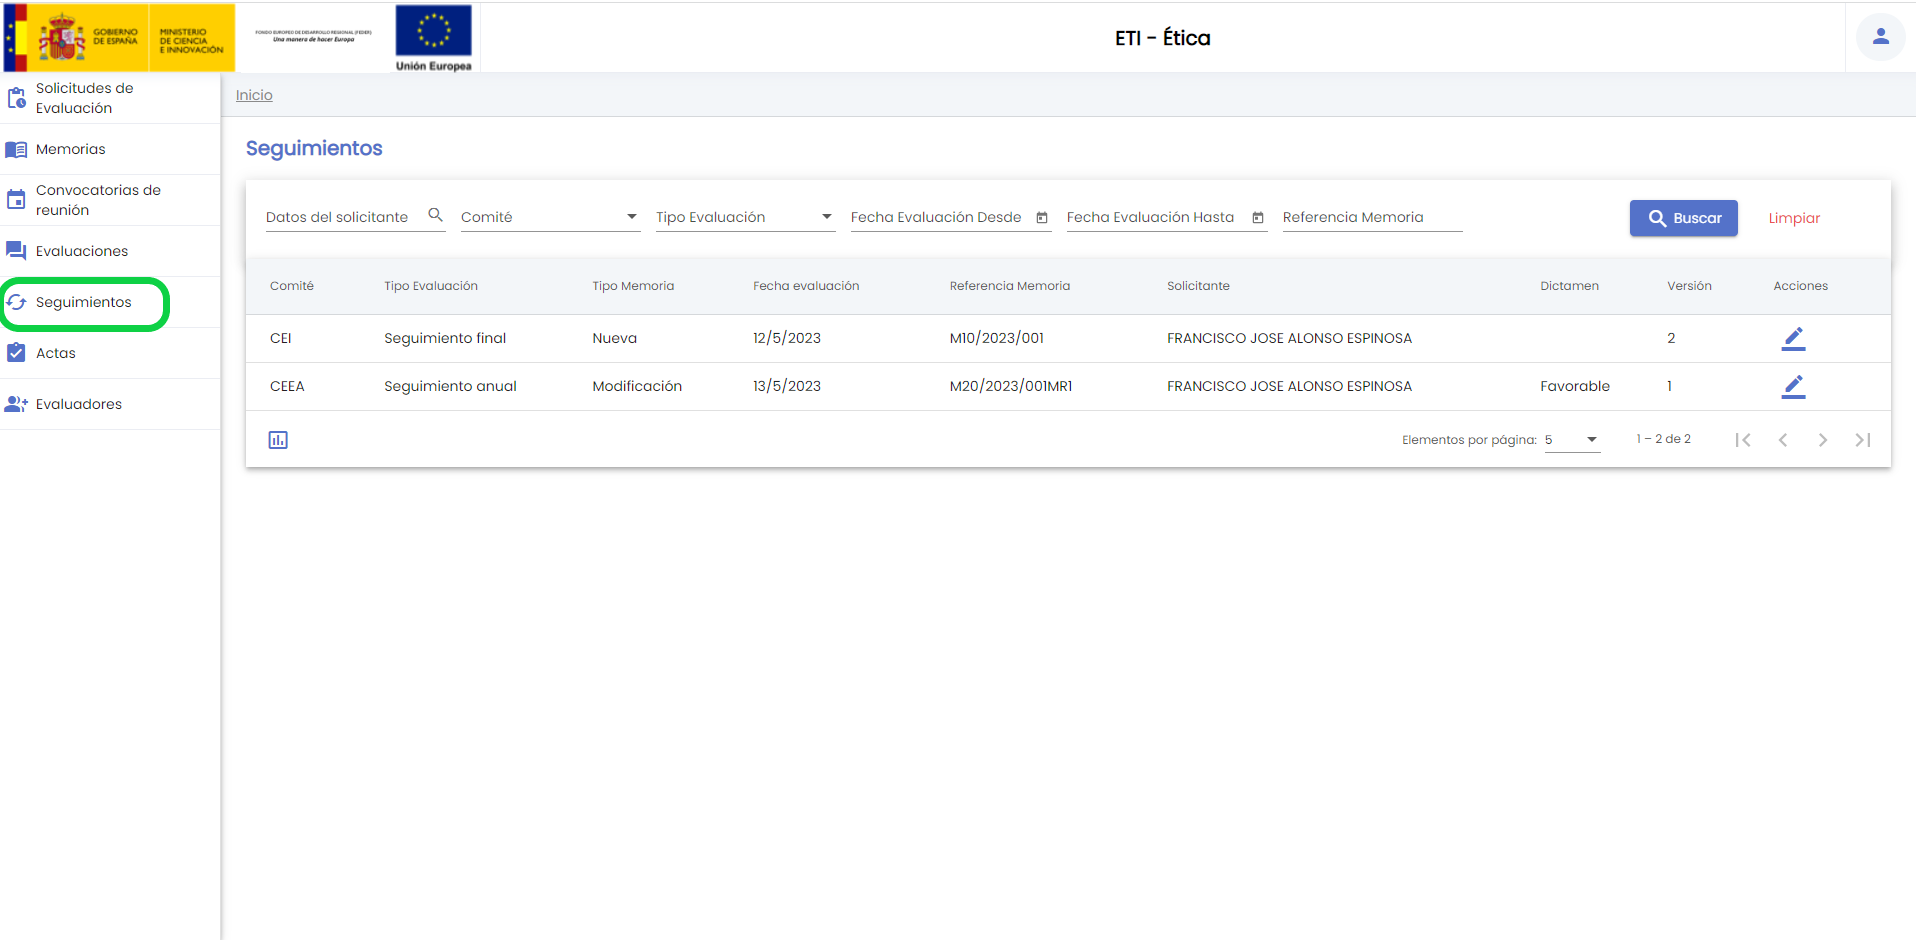 GOBIERNO
DE ESPAÑA
MINISTERIO
DE CIENCIA
E INNOVACIÓN
FONDO EUROPEO DE DESARROLLO REGIONAL (FEDER)
Una manera de hacer Europa
Unión Europea
ETI - Ética
Solicitudes de
Evaluación
Memorias
Convocatorias de
reunión
Evaluaciones
Seguimientos
Actas
Evaluadores
Inicio
Seguimientos
Datos del solicitante Comité Tipo Evaluación Fecha Evaluación Desde Fecha Evaluación Hasta Referencia Memoria Buscar Limpiar
Comité Tipo Evaluación Tipo Memoria Fecha evaluación Referencia Memoria Solicitante Dictamen Versión Acciones
CEI Seguimiento final Nueva 12/5/2023 M10/2023/001 FRANCISCO JOSE ALONSO ESPINOSA 2
CEEA Seguimiento anual Modificación 13/5/2023 M20/2023/001MR1 FRANCISCO JOSE ALONSO ESPINOSA Favorable 1
Elementos por página: 5 1 – 2 de 2